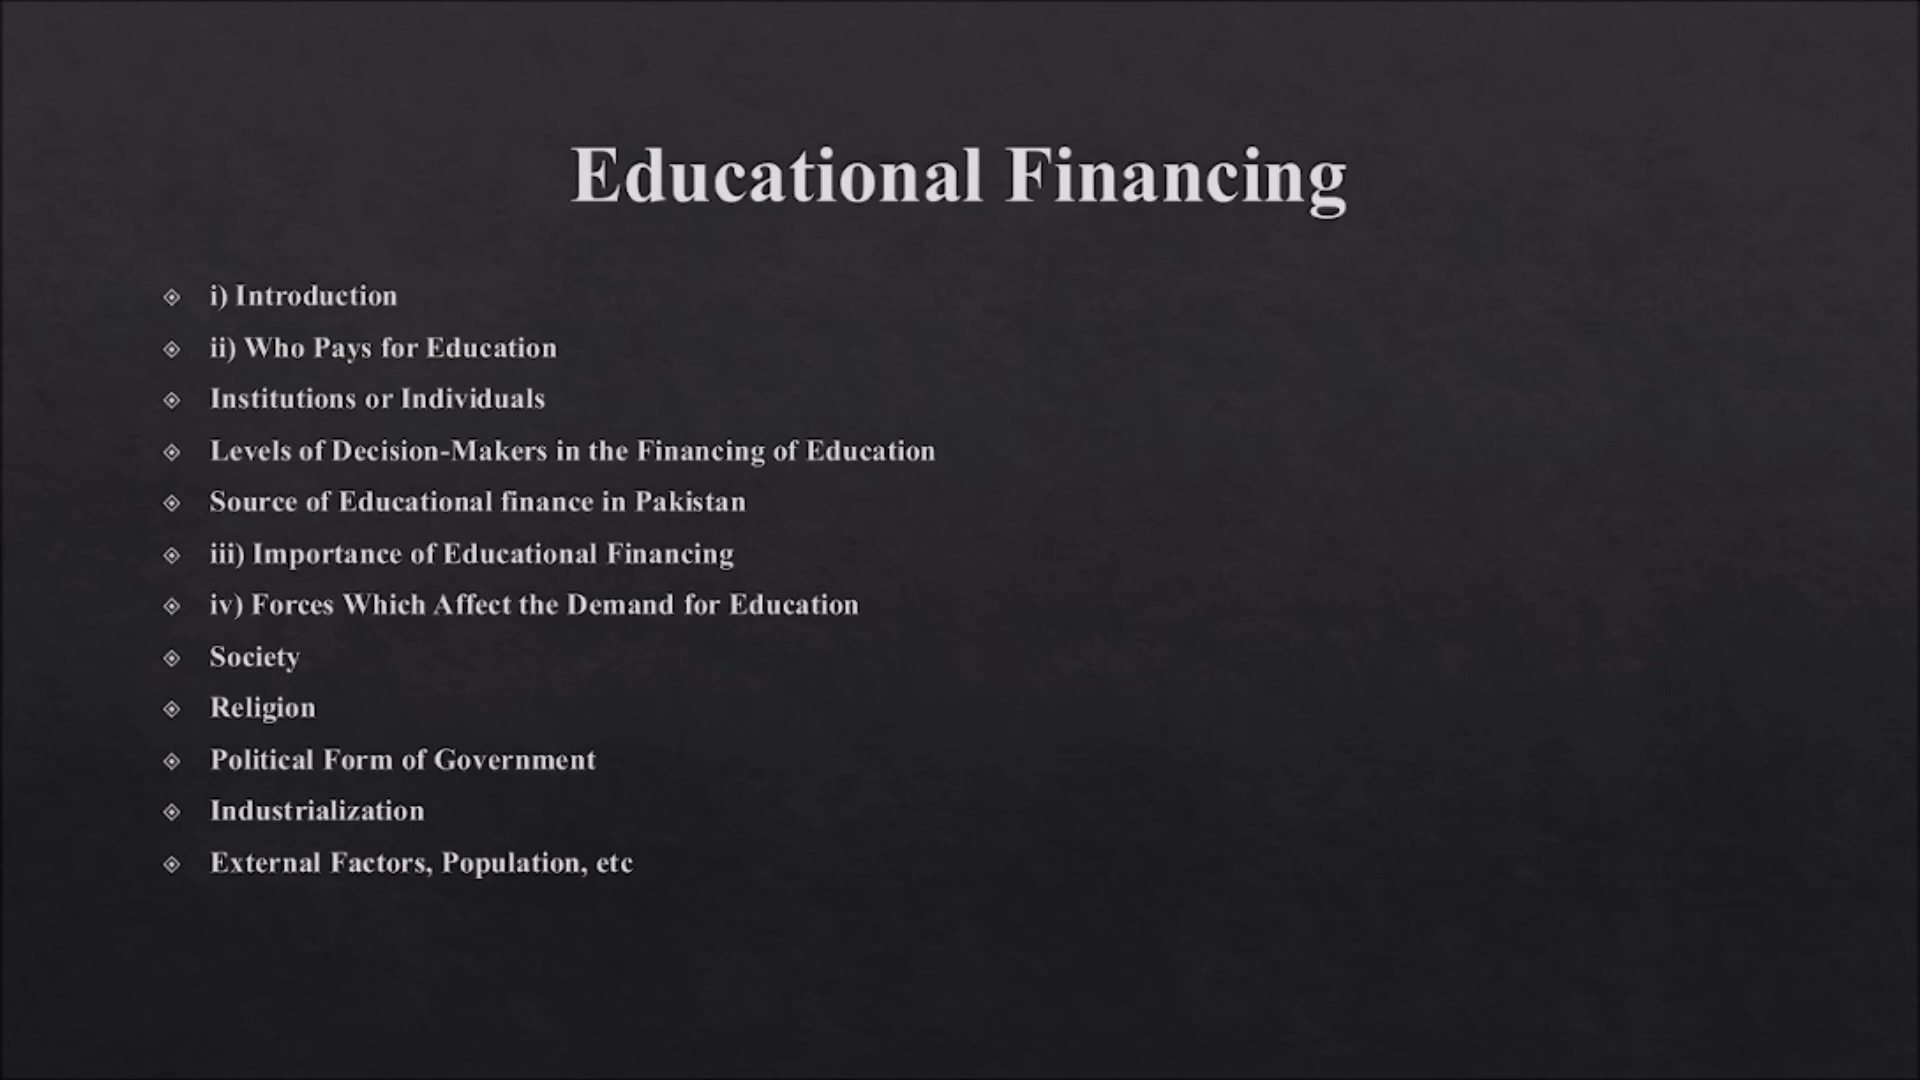 Educational Financing
i) Introduction
ii) Who Pays for Education
Institutions or Individuals
Levels of Decision-Makers in the Financing of Education
Source of Educational finance in Pakistan
iii) Importance of Educational Financing
iv) Forces Which Affect the Demand for Education
Society
Religion
Political Form of Government
Industrialization
External Factors, Population, etc